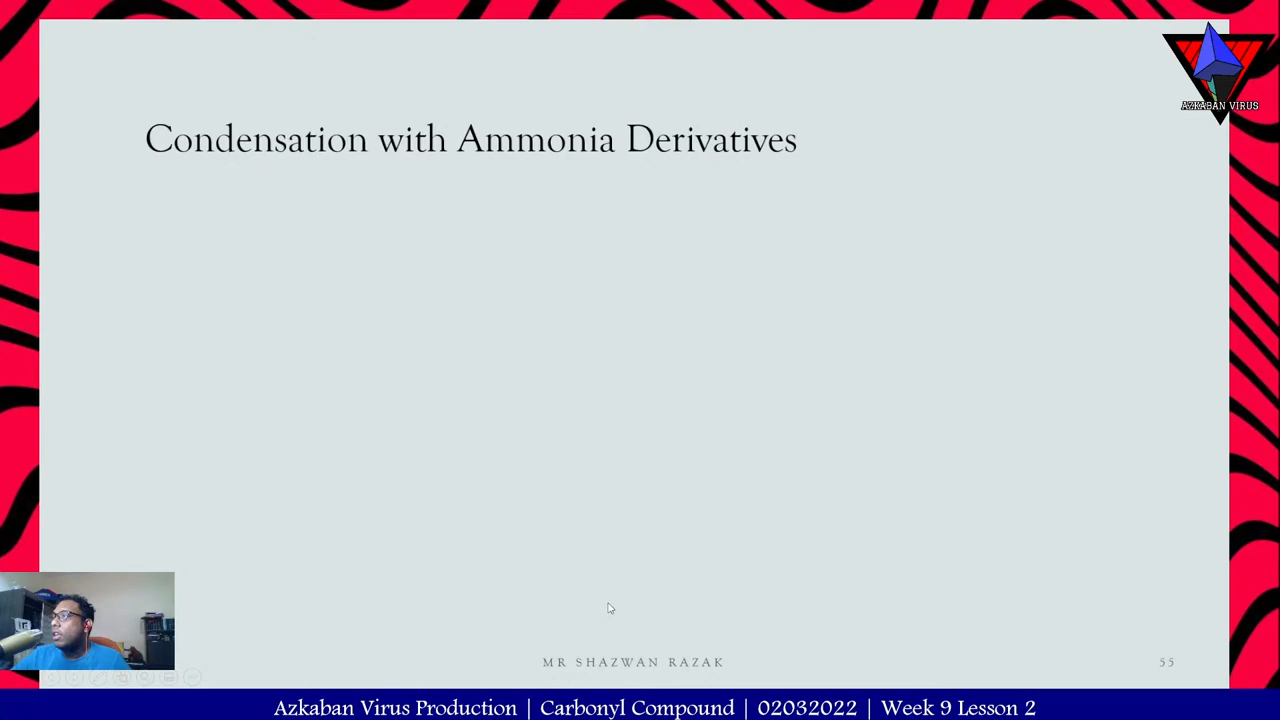 AZKABAN VIRUS
Condensation with Ammonia Derivatives
MR SHAZWAN RAZAK
55
Azkaban Virus Production | Carbonyl Compound | 02032022 | Week 9 Lesson 2